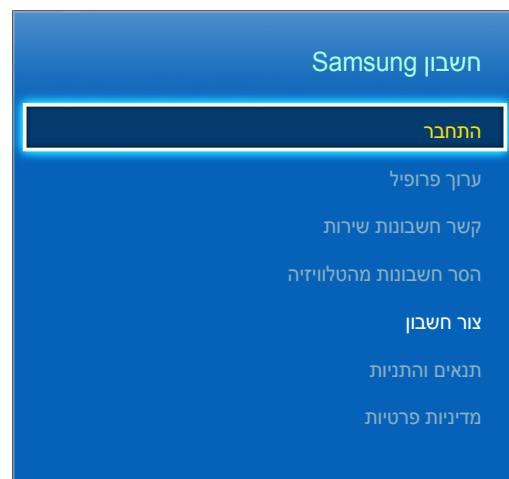 חשבון Samsung
התחבר
ערוך פרופיל
קשר חשבונות שירות
הסר חשבונות מהטלוויזיה
צור חשבון
תנאים והתניות
מדיניות פרטיות